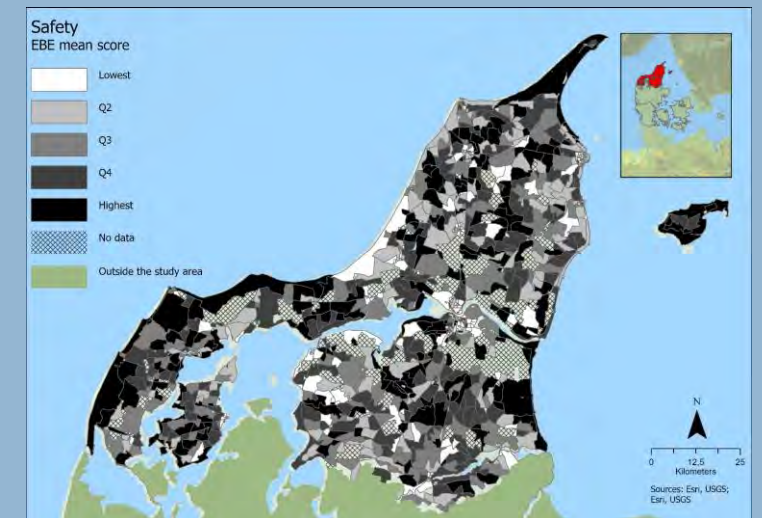 Safety
EBE mean score
Lowest
Q2
Q3
Q4
Highest
No data
Outside the study area
N
0 12,5 25
Kilometers
Sources: Esri, USGS;
Esri, USGS